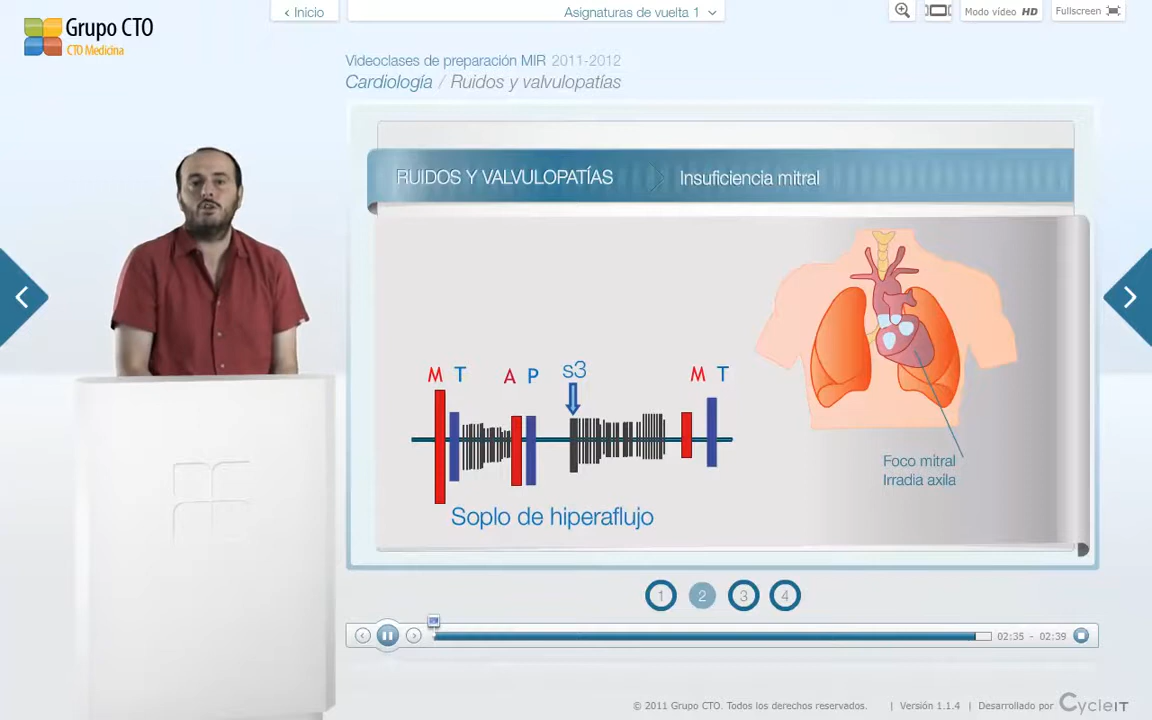 Grupo CTO
CTO Medicina
‹ Inicio
Asignaturas de vuelta 1
Modo vídeo HD
Fullscreen
Videoclases de preparación MIR 2011-2012
Cardiología / Ruidos y valvulopatías
RUIDOS Y VALVULOPATÍAS
Insuficiencia mitral
M T A P s3 M T
Soplo de hiperaflujo
Foco mitral
Irradia axila
1 2 3 4
02:35 - 02:39
© 2011 Grupo CTO. Todos los derechos reservados. | Versión 1.1.4 | Desarrollado por CycleIT